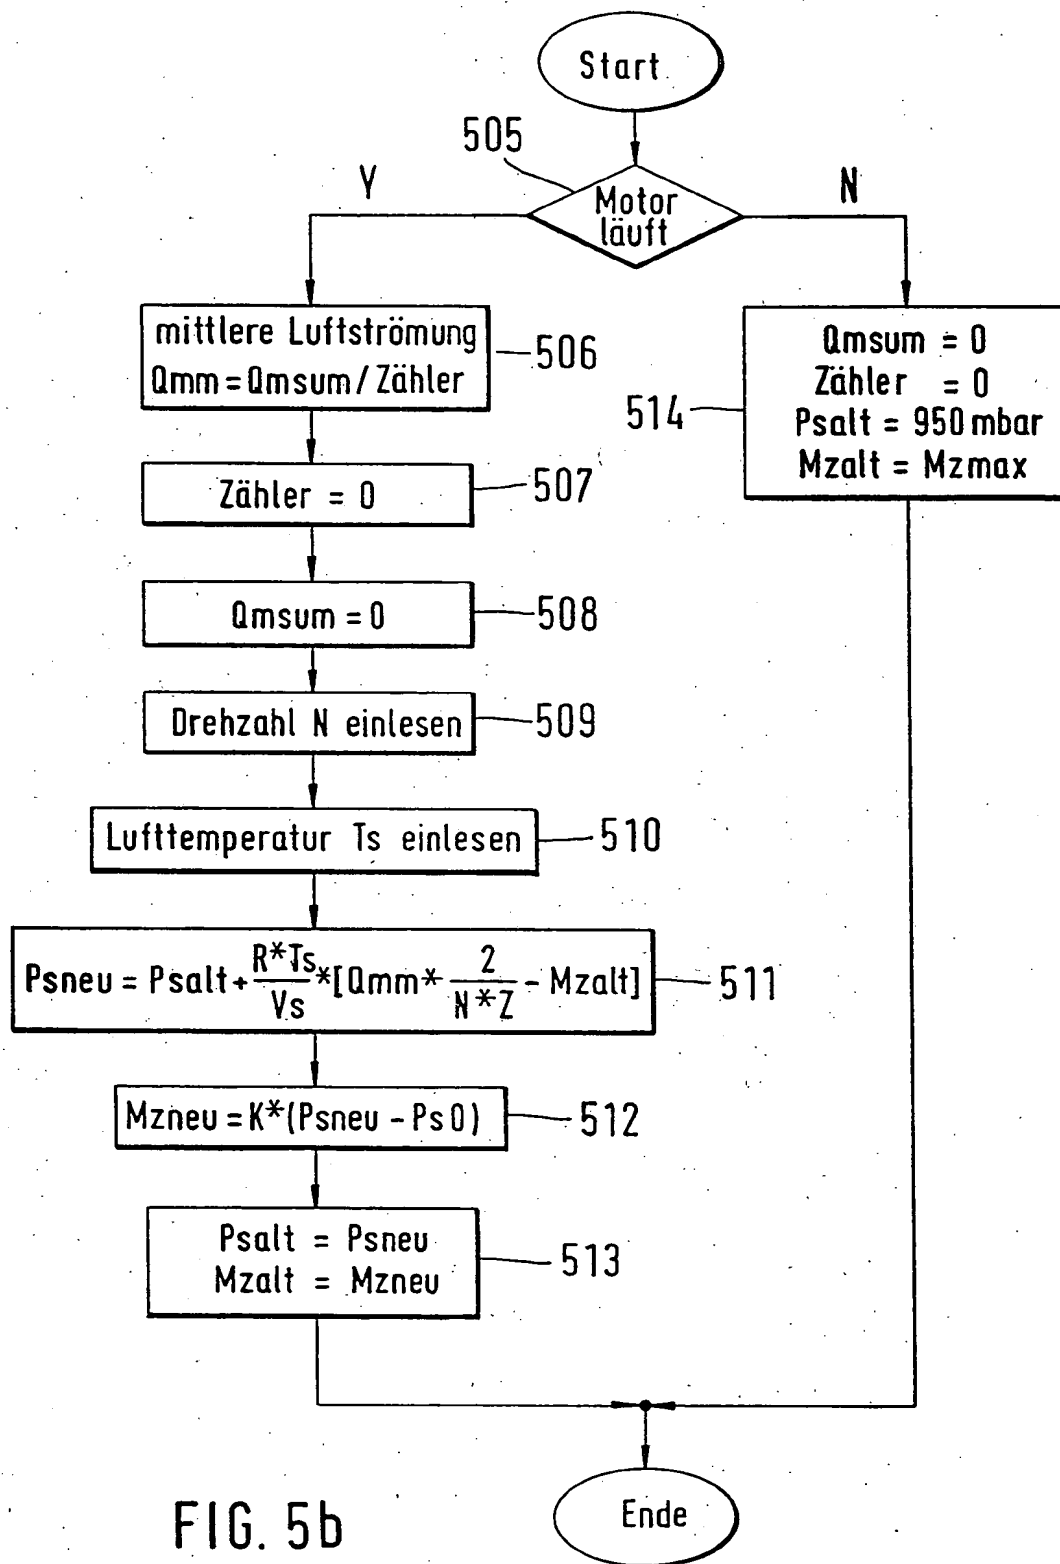 Start
505
Y
N
Motor
läuft
mittlere Luftströmung
Qmm = Qmsum / Zähler
506
Qmsum = 0
Zähler = 0
Psalt = 950 mbar
Mzalt = Mzmax
514
Zähler = 0
507
Qmsum = 0
508
Drehzahl N einlesen
509
Lufttemperatur Ts einlesen
510
Psneu = Psalt + R*Ts/Vs * [Qmm * 2/N*Z - Mzalt]
511
Mzneu = K*(Psneu - Ps0)
512
Psalt = Psneu
Mzalt = Mzneu
513
Ende
FIG. 5b